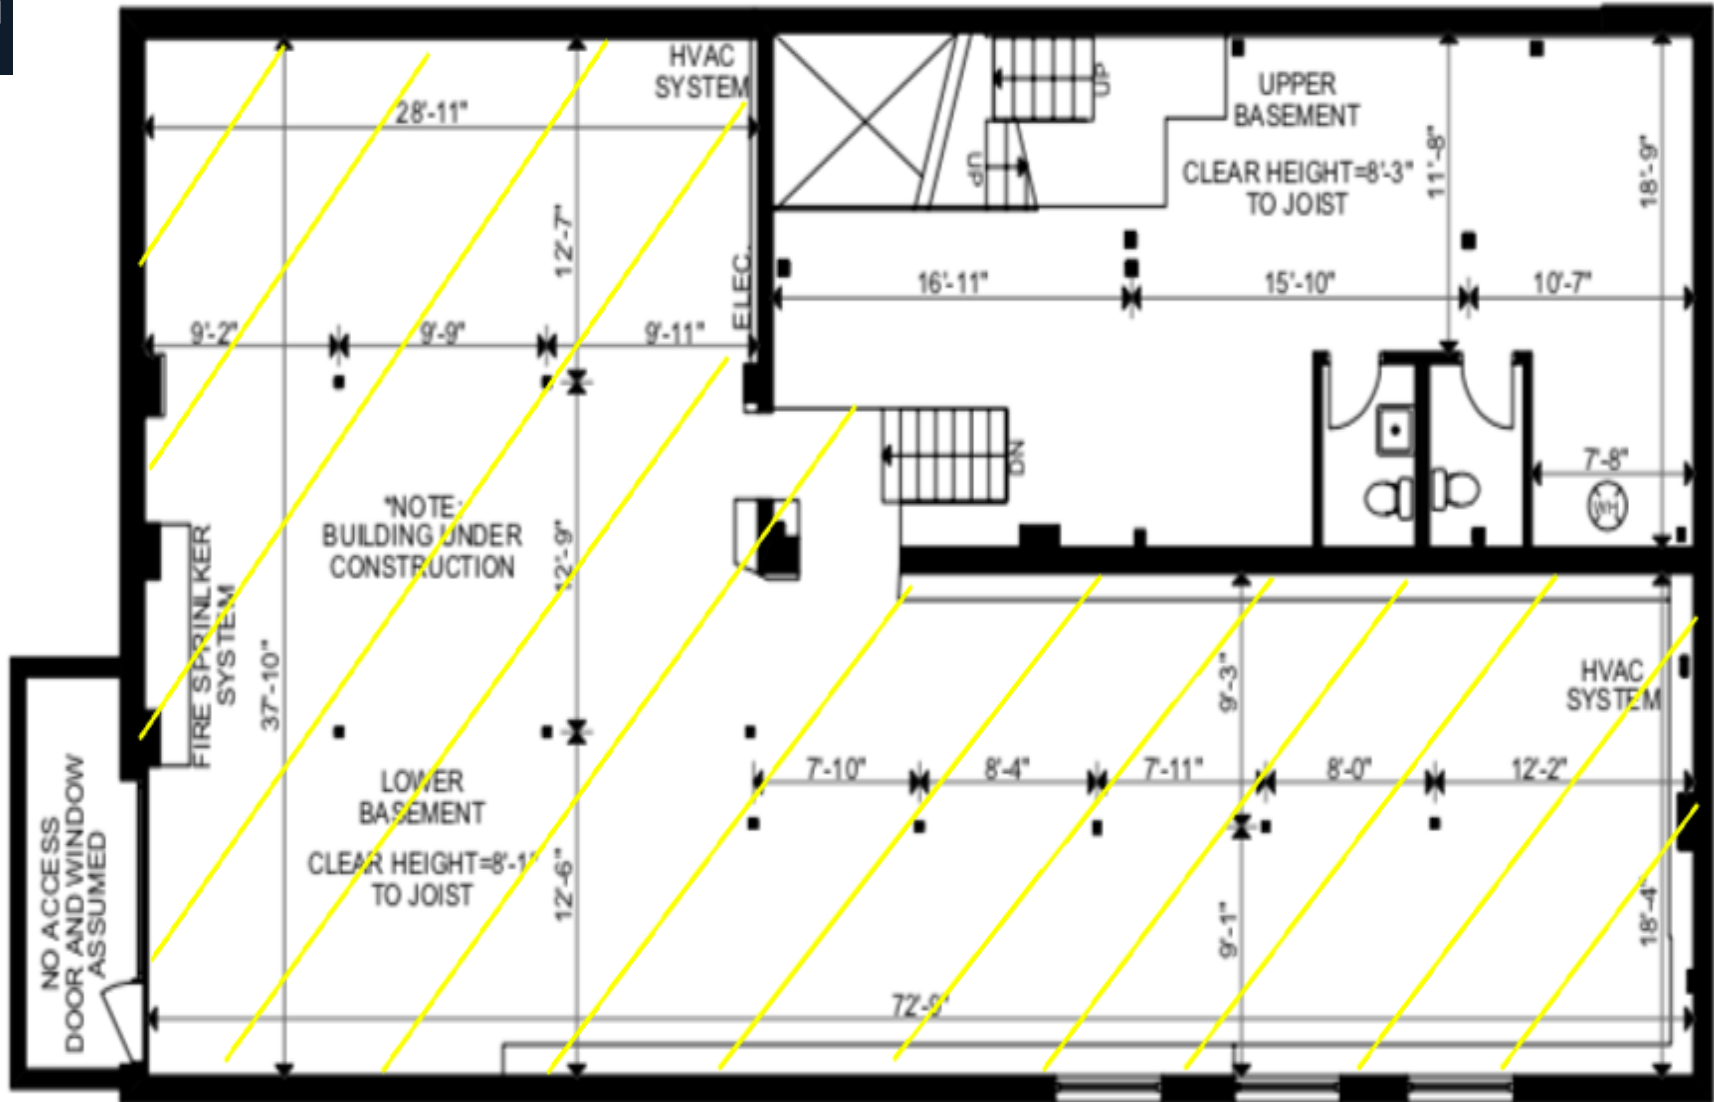 HVAC
SYSTEM
28'-11"
12'-7"
ELEC.
9'-2"
9'-9"
9'-11"
UP
UP
UPPER
BASEMENT
CLEAR HEIGHT=8'-3"
TO JOIST
11'-8"
18'-9"
16'-11"
15'-10"
10'-7"
DN
7'-8"
WH
*NOTE:
BUILDING UNDER
CONSTRUCTION
12'-9"
FIRE SPRINLKER
SYSTEM
37'-10"
9'-3"
HVAC
SYSTEM
7'-10"
8'-4"
7'-11"
8'-0"
12'-2"
LOWER
BASEMENT
CLEAR HEIGHT=8'-1"
TO JOIST
12'-6"
9'-1"
18'-4"
NO ACCESS
DOOR AND WINDOW
ASSUMED
72'-9"